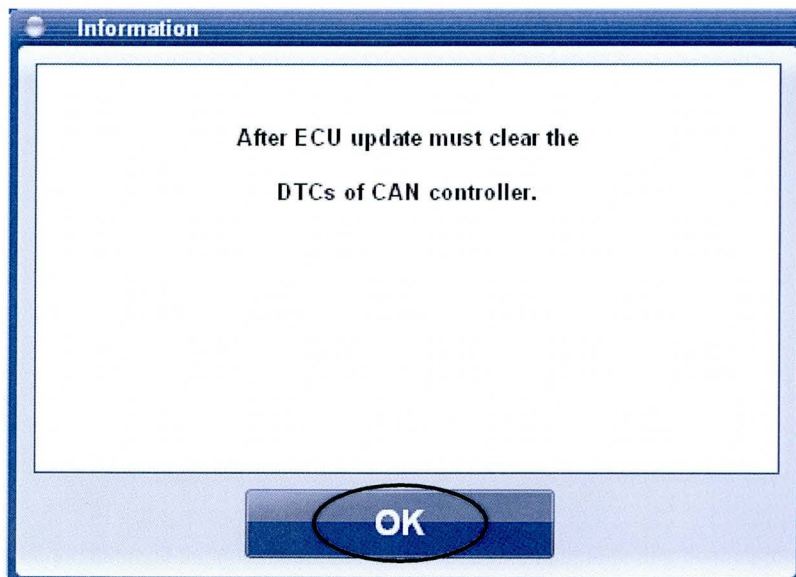 Information
After ECU update must clear the
DTCs of CAN controller.
OK